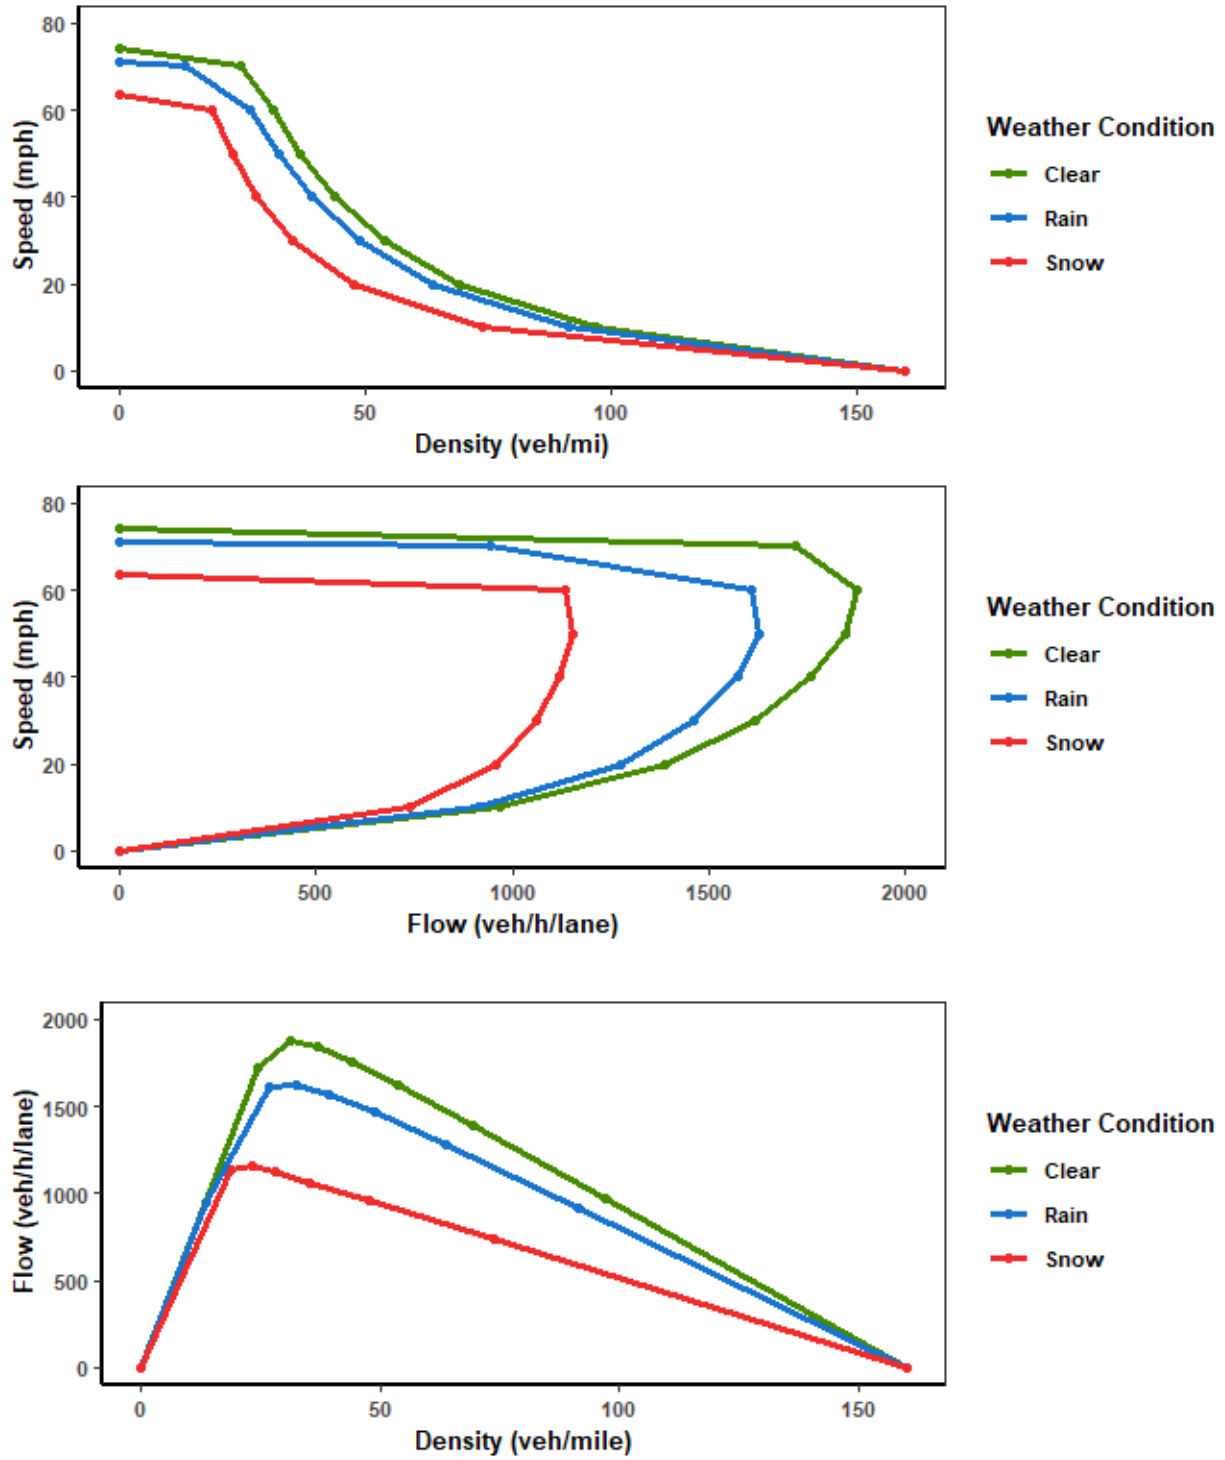 80
60
40
20
0
Speed (mph)
0 50 100 150
Density (veh/mi)
Weather Condition
Clear
Rain
Snow
80
60
40
20
0
Speed (mph)
0 500 1000 1500 2000
Flow (veh/h/lane)
Weather Condition
Clear
Rain
Snow
2000
1500
1000
500
0
Flow (veh/h/lane)
0 50 100 150
Density (veh/mile)
Weather Condition
Clear
Rain
Snow